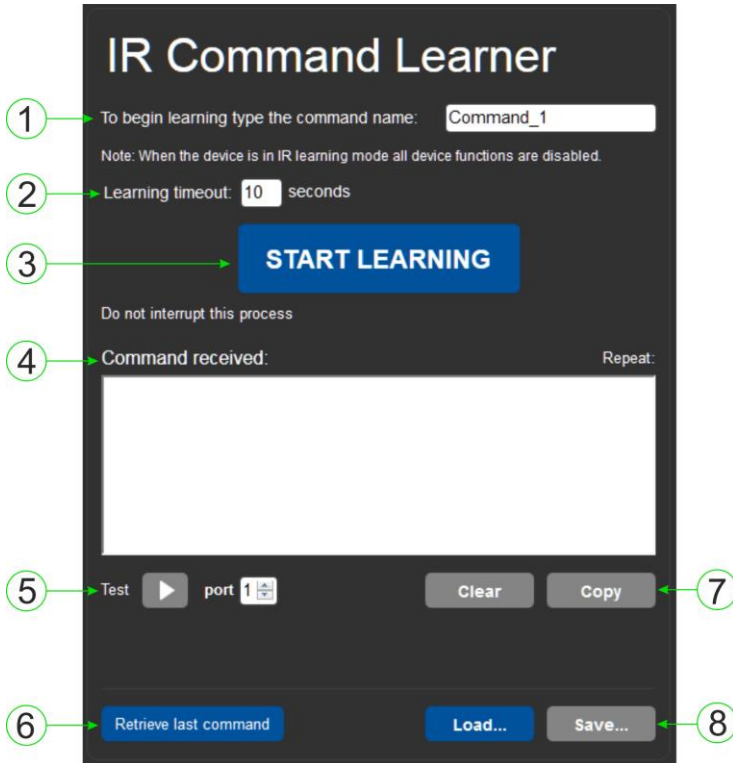 IR Command Learner
1 To begin learning type the command name: Command_1
Note: When the device is in IR learning mode all device functions are disabled.
2 Learning timeout: 10 seconds
3 START LEARNING
Do not interrupt this process
4 Command received: Repeat:
5 Test port 1 Clear Copy 7
6 Retrieve last command Load... Save... 8